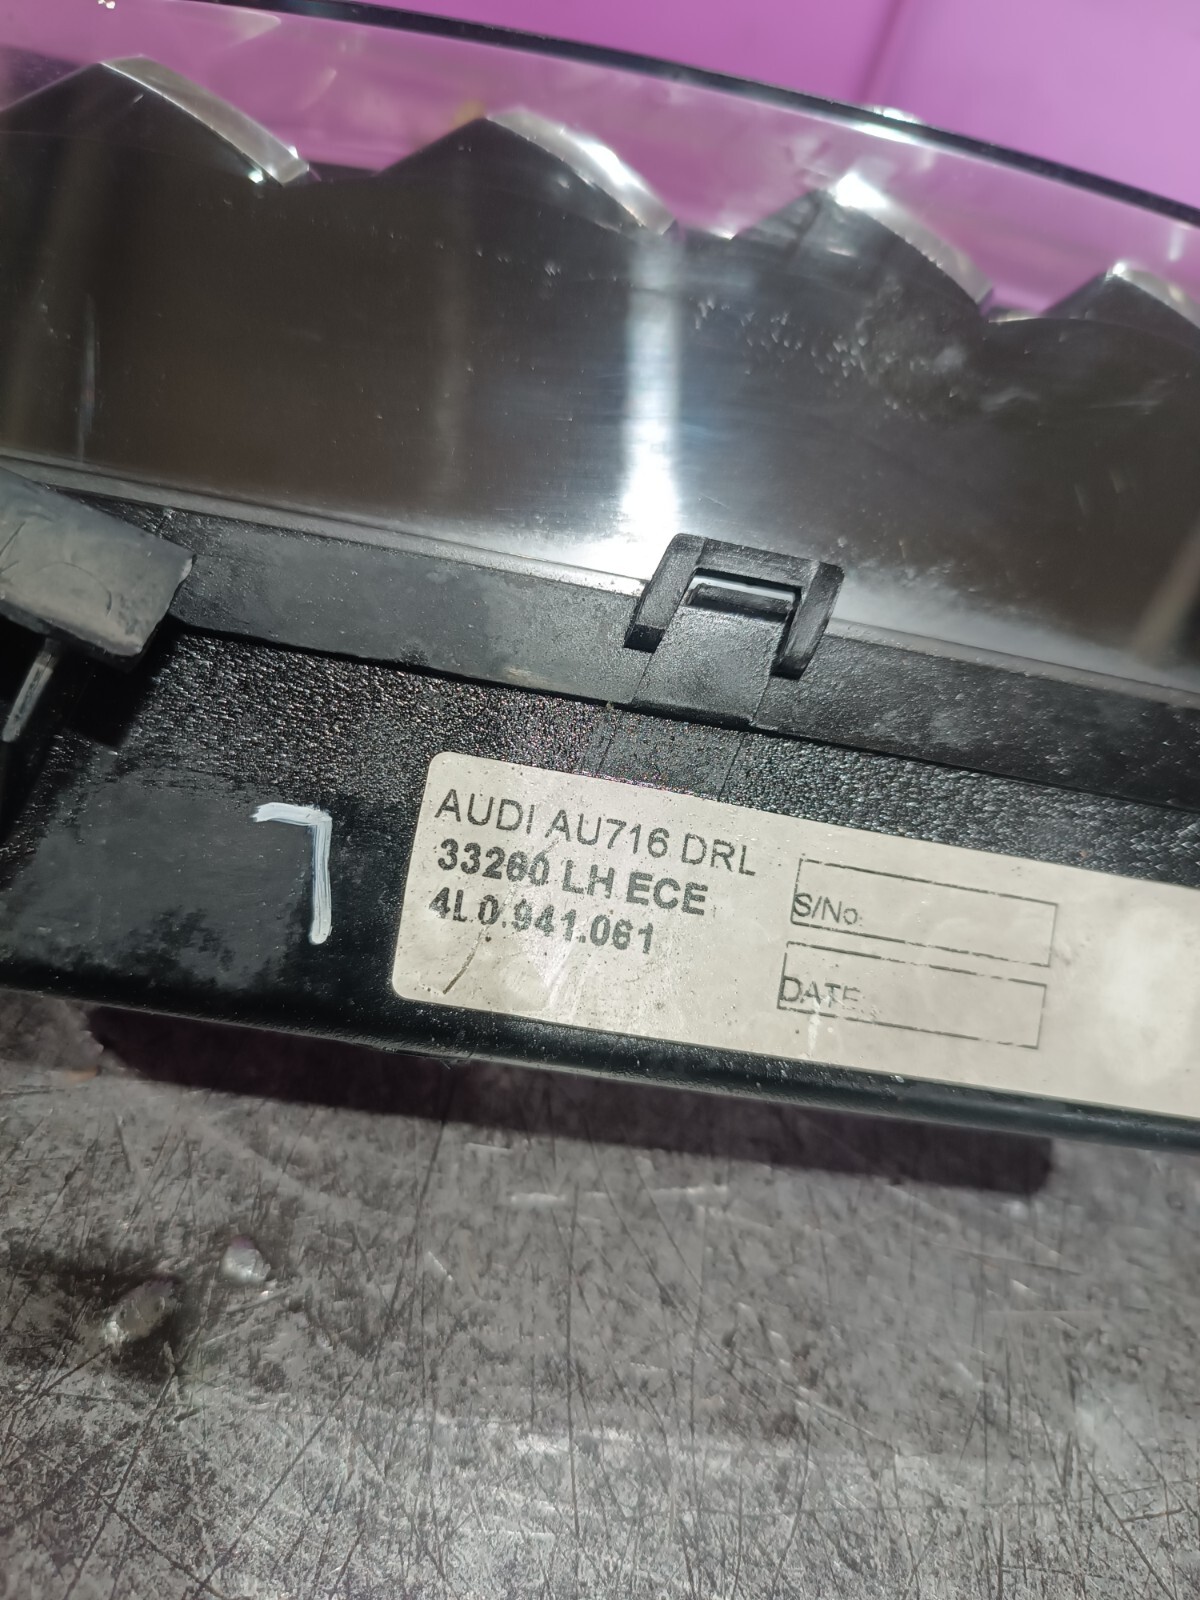 AUDI AU716 DRL
33260 LH ECE
4L0.941.061
S/No:
DATE: